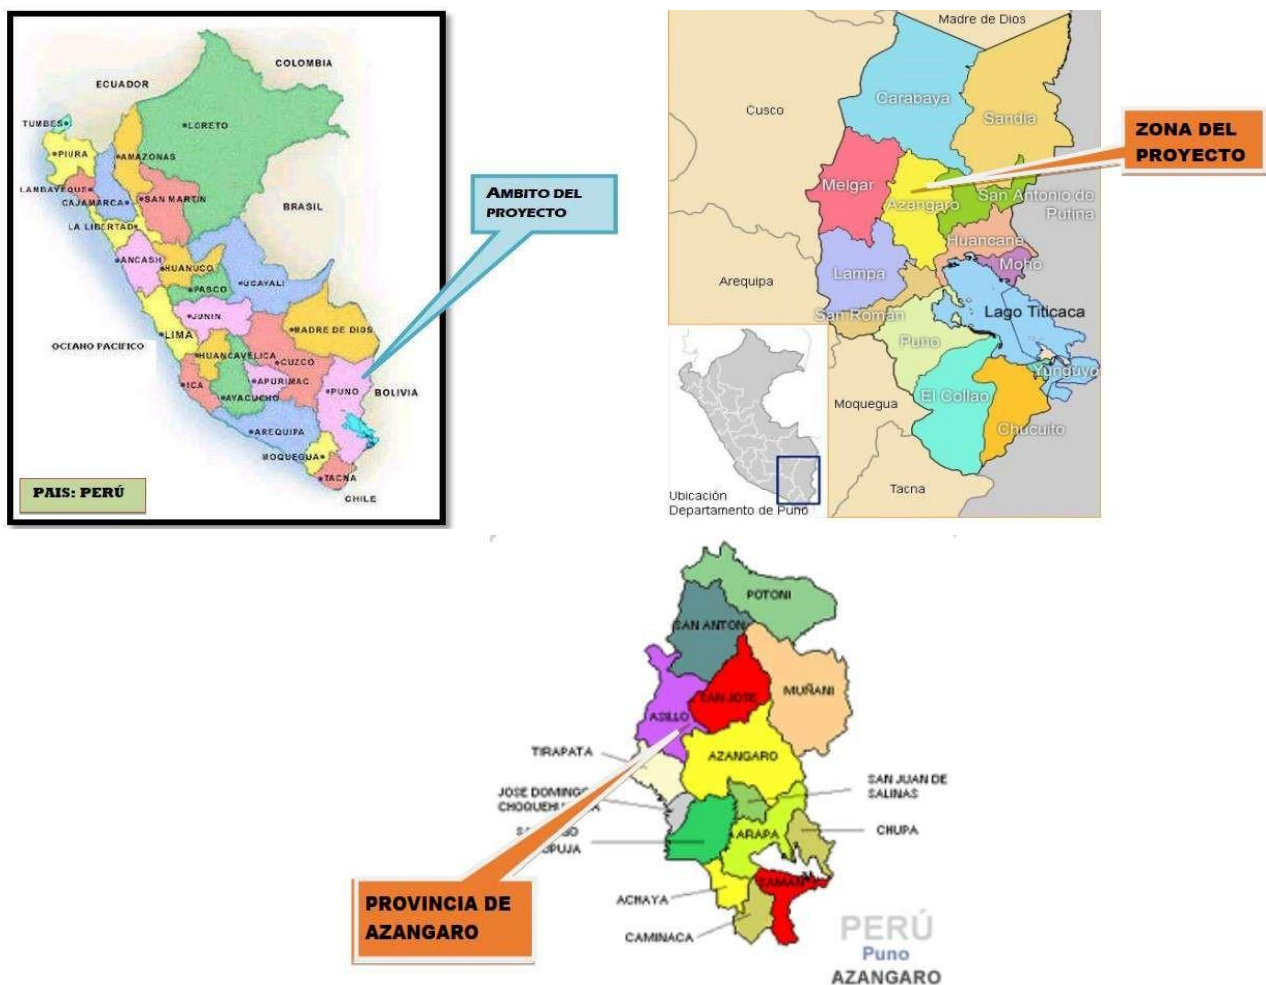 COLOMBIA
ECUADOR
TUMBES
LORETO
PIURA
AMAZONAS
LAMBAYEQUE
CAJAMARCA
SAN MARTIN
BRASIL
LA LIBERTAD
ANCASH
HUANUCO
UCAYALI
PASCO
JUNIN
LIMA
MADRE DE DIOS
OCEANO PACIFICO
HUANCAVELICA
CUZCO
ICA
APURIMAC
PUNO
BOLIVIA
AYACUCHO
AREQUIPA
MOQUEGUA
TACNA
CHILE
PAIS: PERÚ
AMBITO DEL
PROYECTO
Madre de Dios
Cusco
Carabaya
Sandia
ZONA DEL
PROYECTO
Melgar
Azangaro
San Antonio de
Putina
Huancane
Moho
Arequipa
Lampa
San Roman
Lago Titicaca
Puno
Yunguyo
El Collao
Moquegua
Chucuito
Tacna
Ubicación
Departamento de Puno
POTONI
SAN ANTON
MUÑANI
SAN JOSE
ASILLO
TIRAPATA
AZANGARO
SAN JUAN DE
SALINAS
JOSE DOMINGO
ARAPA
CHUPA
ACHAYA
SAMAN
CAMINACA
PROVINCIA DE
AZANGARO
PERÚ
Puno
AZANGARO